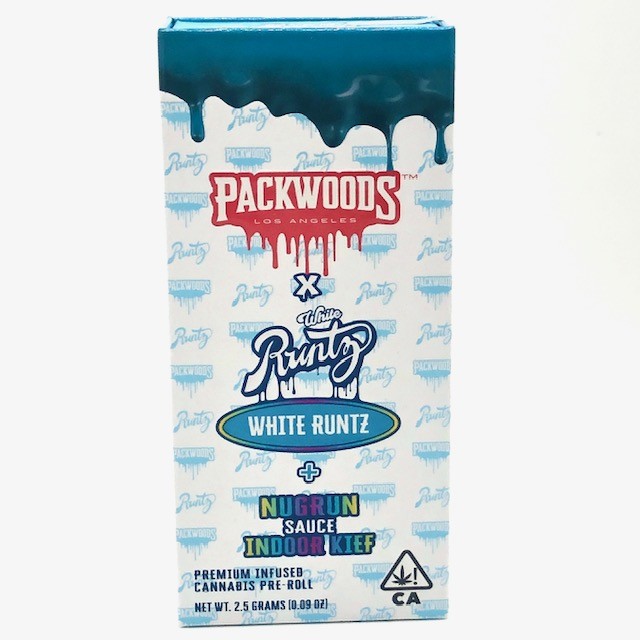 PACKWOODS™
LOS ANGELES
X
White
Runtz
WHITE RUNTZ
+
NUGRUN
SAUCE
INDOOR KIEF
PREMIUM INFUSED
CANNABIS PRE-ROLL
NET WT. 2.5 GRAMS (0.09 OZ)
!
CA